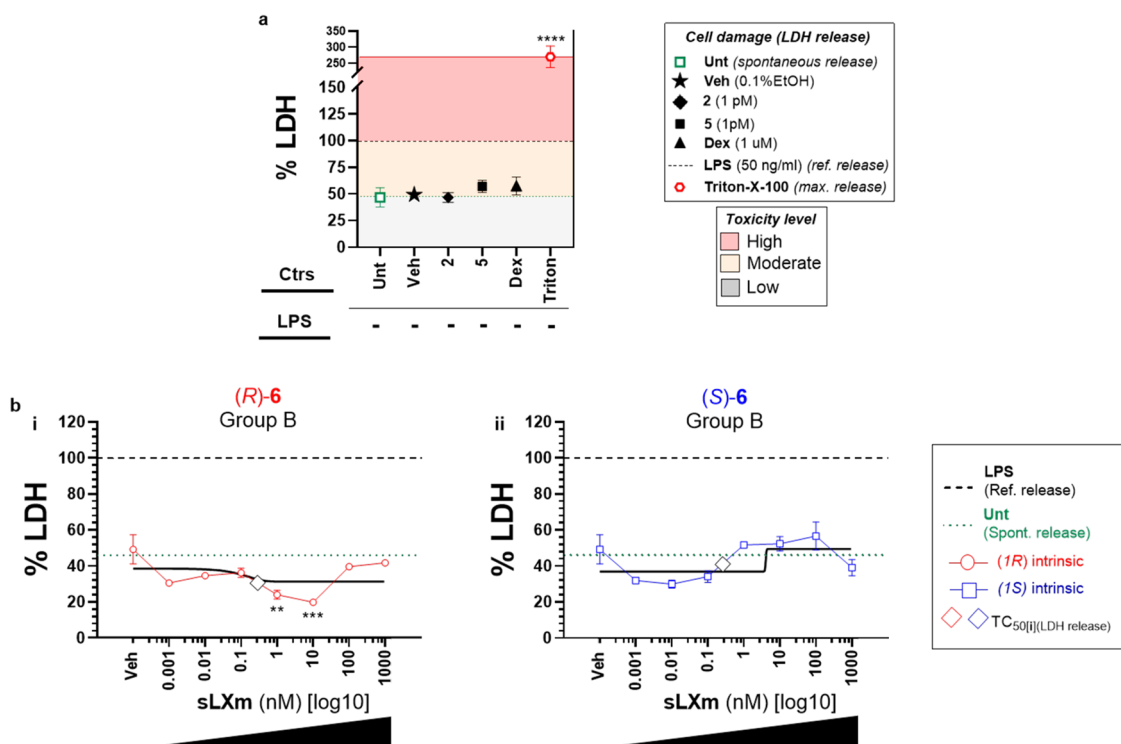 a
350
300
250
150
125
100
75
50
25
0
% LDH
****
Unt
Veh
2
5
Dex
Triton
Ctrs
LPS
- - - - - -
Cell damage (LDH release)
Unt (spontaneous release)
Veh (0.1%EtOH)
2 (1 pM)
5 (1pM)
Dex (1 uM)
LPS (50 ng/ml) (ref. release)
Triton-X-100 (max. release)
Toxicity level
High
Moderate
Low
b
i
(R)-6
Group B
120
100
80
60
40
20
0
% LDH
**
***
Veh
0.001
0.01
0.1
1
10
100
1000
sLXm (nM) [log10]
ii
(S)-6
Group B
120
100
80
60
40
20
0
% LDH
Veh
0.001
0.01
0.1
1
10
100
1000
sLXm (nM) [log10]
LPS
(Ref. release)
Unt
(Spont. release)
(1R) intrinsic
(1S) intrinsic
TC50[i](LDH release)